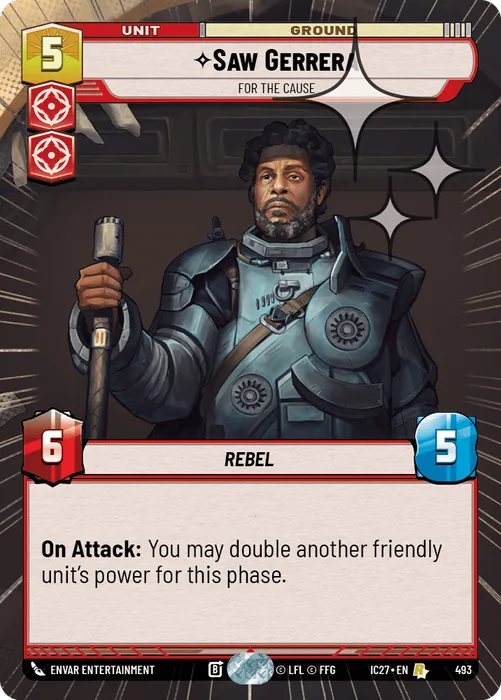 UNIT
GROUND
5
SAW GERRERA
FOR THE CAUSE
6
REBEL
5
On Attack: You may double another friendly
unit's power for this phase.
ENVAR ENTERTAINMENT
B
© LFL © FFG
IC27•EN
R
493